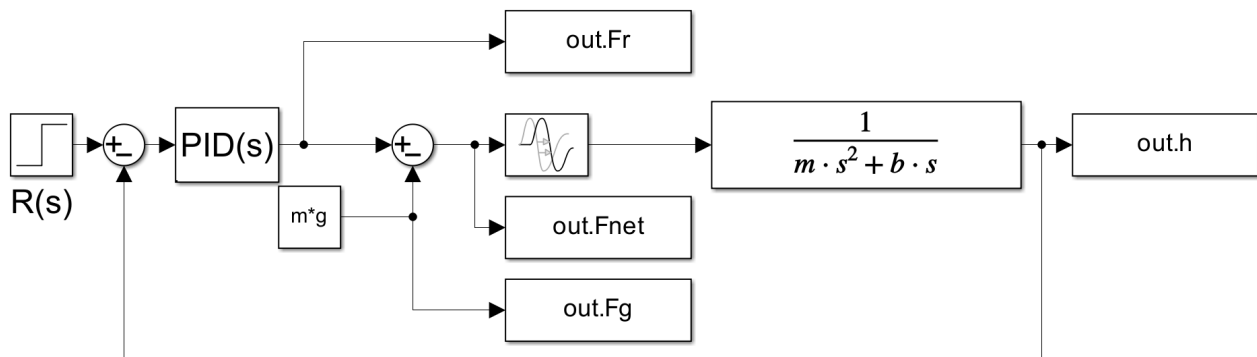 out.Fr
+
−
PID(s)
+
−
1
m · s² + b · s
out.h
R(s)
m*g
out.Fnet
out.Fg